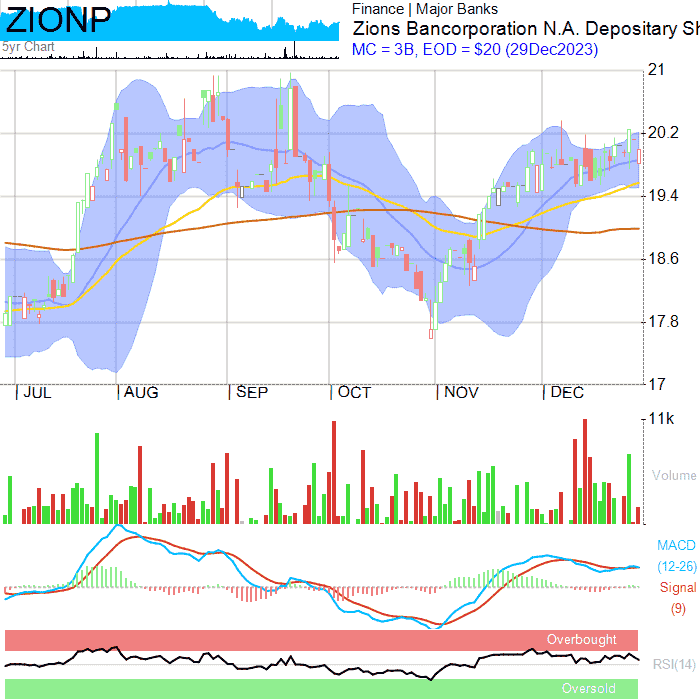 ZIONP
5yr Chart
Finance | Major Banks
Zions Bancorporation N.A. Depositary Sh
MC = 3B, EOD = $20 (29Dec2023)
21
20.2
19.4
18.6
17.8
17
JUL AUG SEP OCT NOV DEC
11k
Volume
MACD
(12-26)
Signal
(9)
Overbought
RSI(14)
Oversold